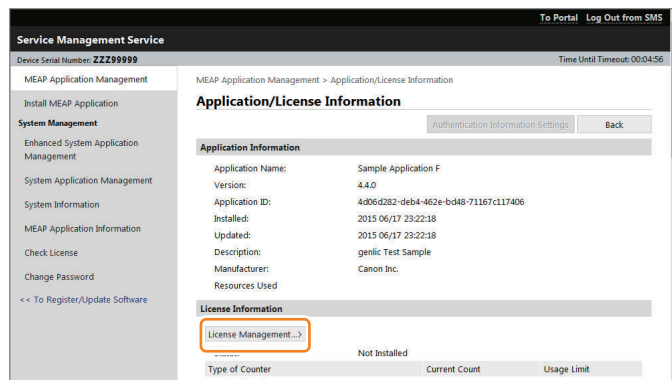 To Portal Log Out from SMS
Service Management Service
Device Serial Number: ZZZ99999 Time Until Timeout: 00:04:56
MEAP Application Management
Install MEAP Application
System Management
Enhanced System Application
Management
System Application Management
System Information
MEAP Application Information
Check License
Change Password
<< To Register/Update Software
MEAP Application Management > Application/License Information
Application/License Information
Authentication Information Settings Back
Application Information
Application Name: Sample Application F
Version: 4.4.0
Application ID: 4d06d282-deb4-462e-bd48-71167c117406
Installed: 2015 06/17 23:22:18
Updated: 2015 06/17 23:22:18
Description: genlic Test Sample
Manufacturer: Canon Inc.
Resources Used
License Information
License Management...>
Not Installed
Type of Counter Current Count Usage Limit